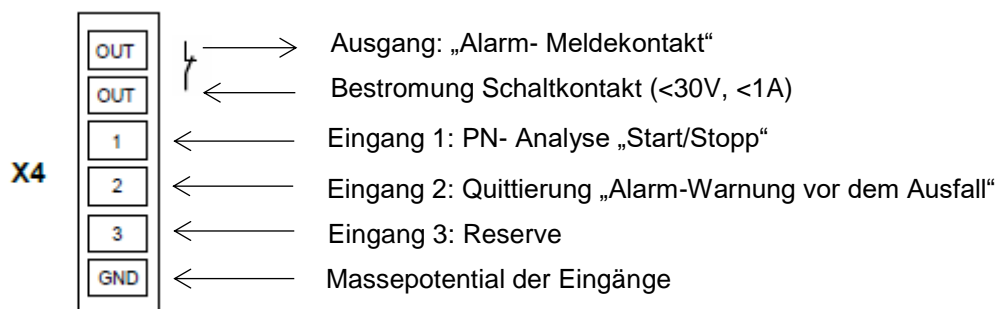 OUT Ausgang: „Alarm- Meldekontakt“
OUT Bestromung Schaltkontakt (<30V, <1A)
1 Eingang 1: PN- Analyse „Start/Stopp“
X4
2 Eingang 2: Quittierung „Alarm-Warnung vor dem Ausfall“
3 Eingang 3: Reserve
GND Massepotential der Eingänge